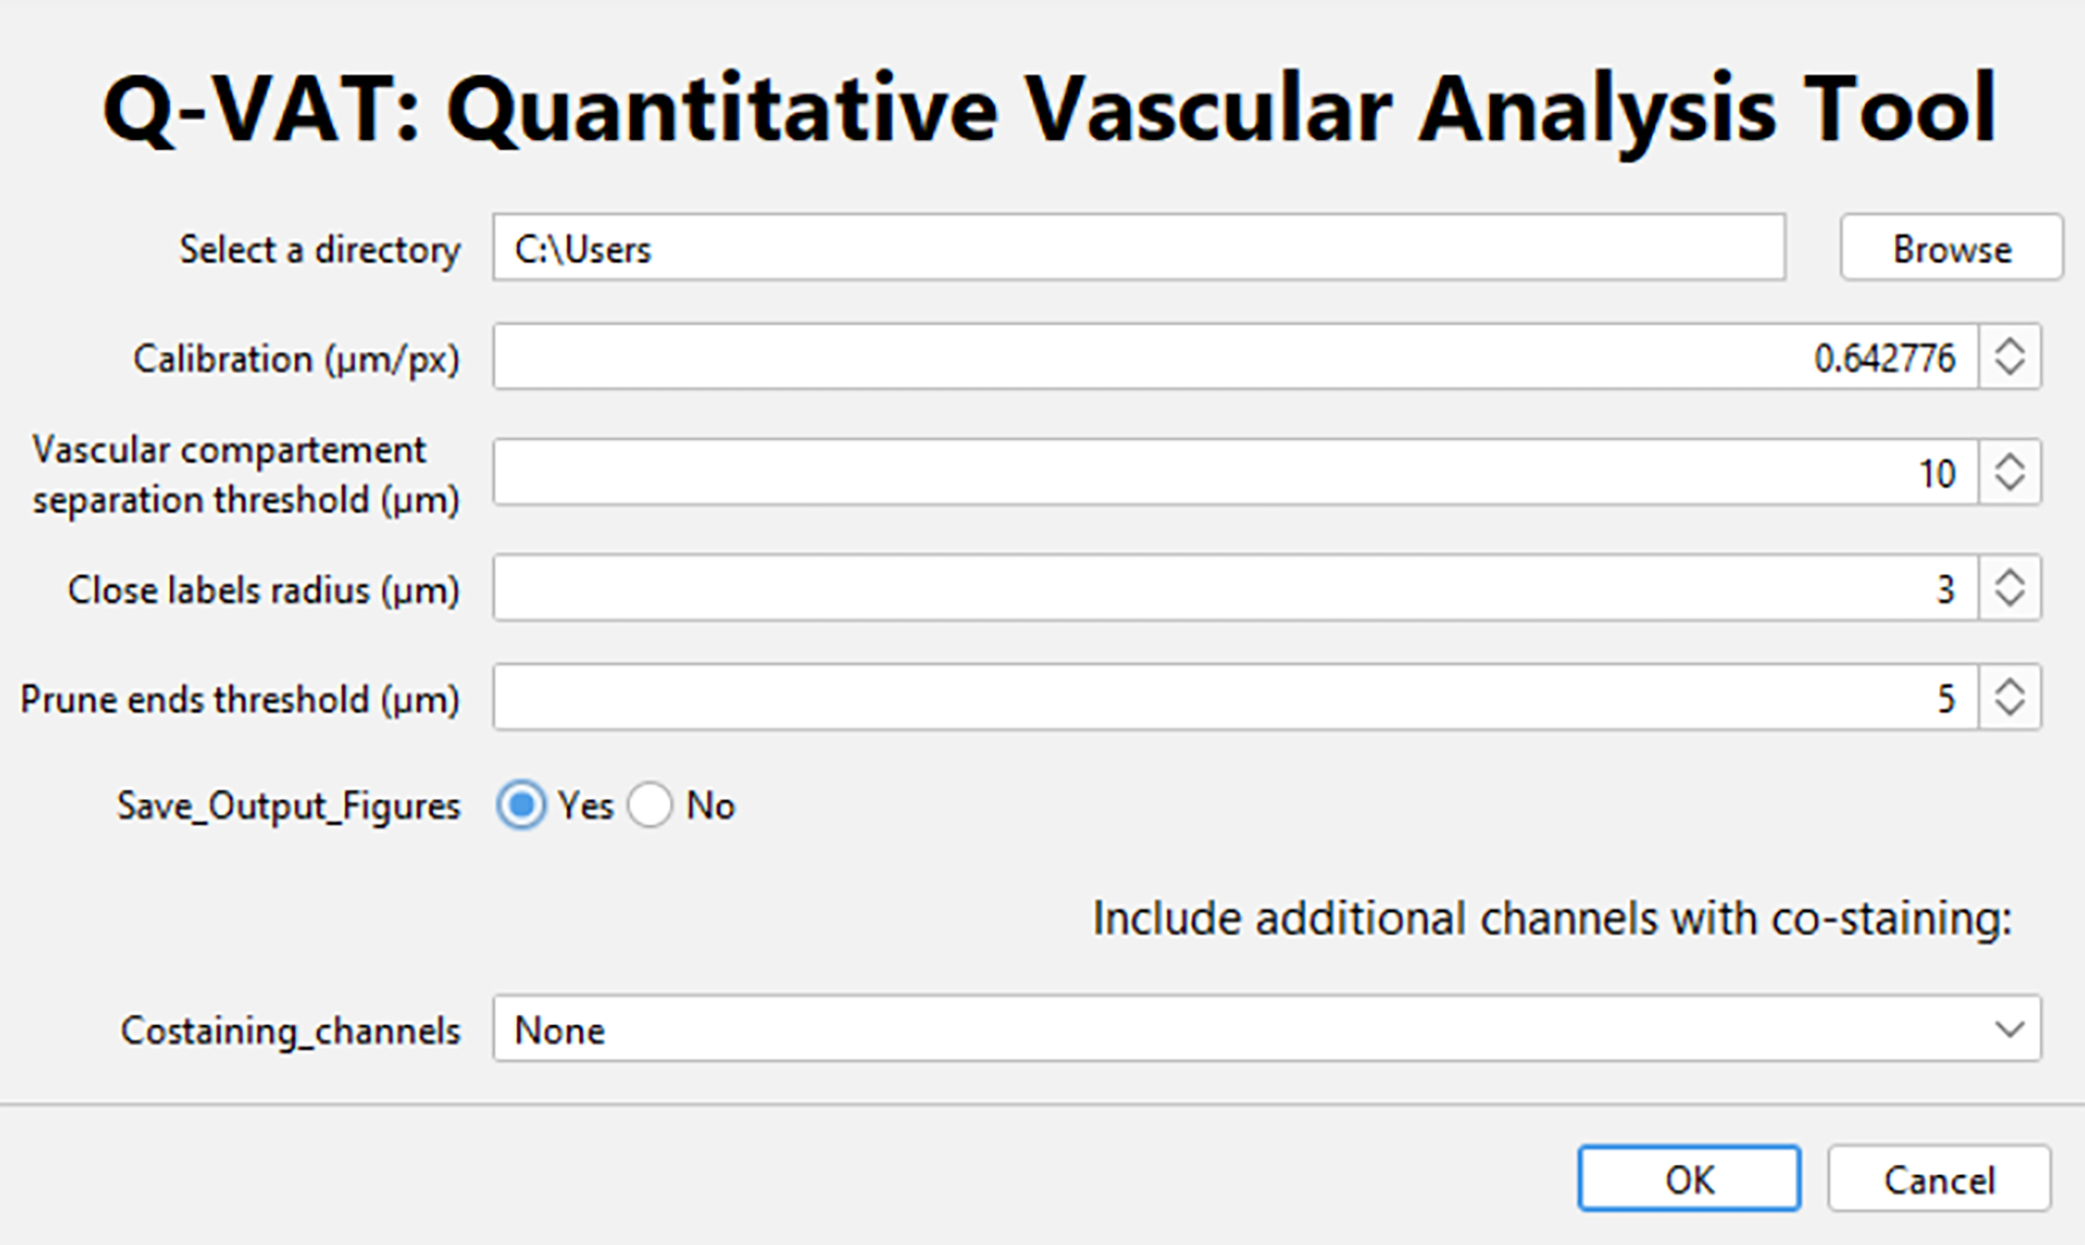 Q-VAT: Quantitative Vascular Analysis Tool
Select a directory C:\Users Browse
Calibration (µm/px) 0.642776
Vascular compartement
separation threshold (µm) 10
Close labels radius (µm) 3
Prune ends threshold (µm) 5
Save_Output_Figures Yes No
Include additional channels with co-staining:
Costaining_channels None
OK Cancel